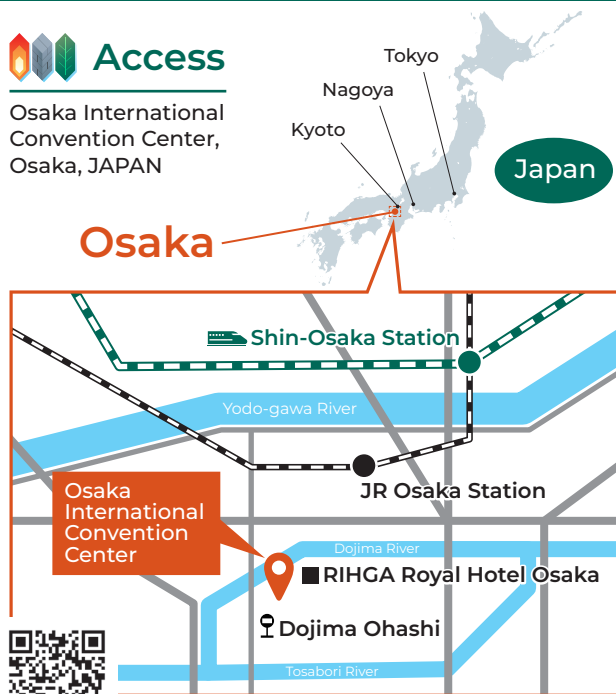 Access
Osaka International
Convention Center,
Osaka, JAPAN
Tokyo
Nagoya
Kyoto
Japan
Osaka
Shin-Osaka Station
Yodo-gawa River
JR Osaka Station
Osaka
International
Convention
Center
Dojima River
RIHGA Royal Hotel Osaka
Dojima Ohashi
Tosabori River